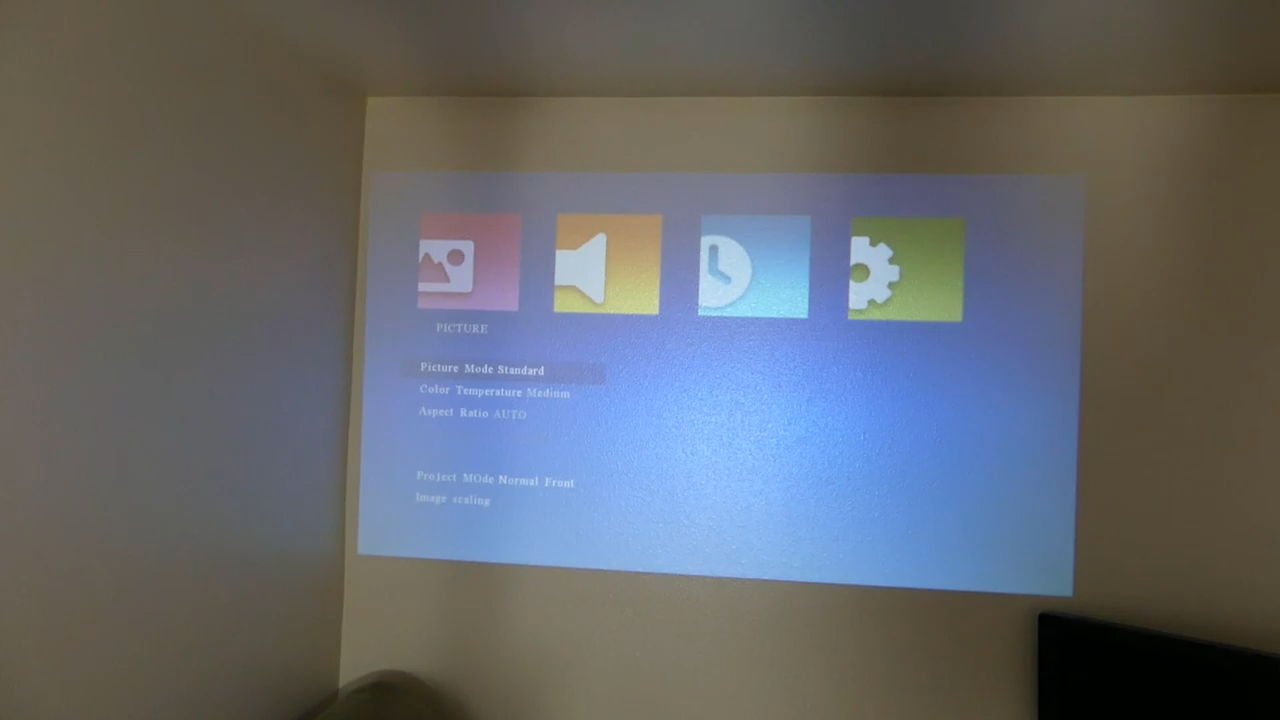 PICTURE
Picture Mode Standard
Color Temperature Medium
Aspect Ratio AUTO
Project MOde Normal Front
Image scaling